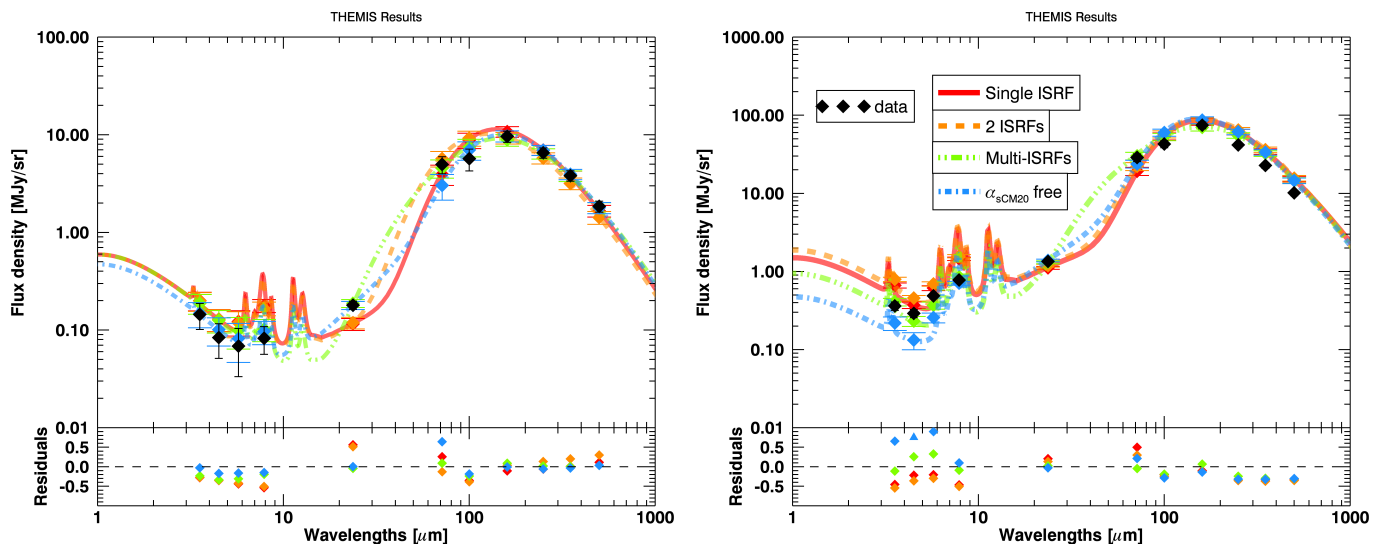 THEMIS Results
100.00
10.00
1.00
0.10
0.01
Flux density [MJy/sr]
0.5
0.0
-0.5
Residuals
1
10
100
1000
Wavelengths [μm]
THEMIS Results
1000.00
100.00
10.00
1.00
0.10
0.01
Flux density [MJy/sr]
data
Single ISRF
2 ISRFs
Multi-ISRFs
αsCM20 free
0.5
0.0
-0.5
Residuals
1
10
100
1000
Wavelengths [μm]